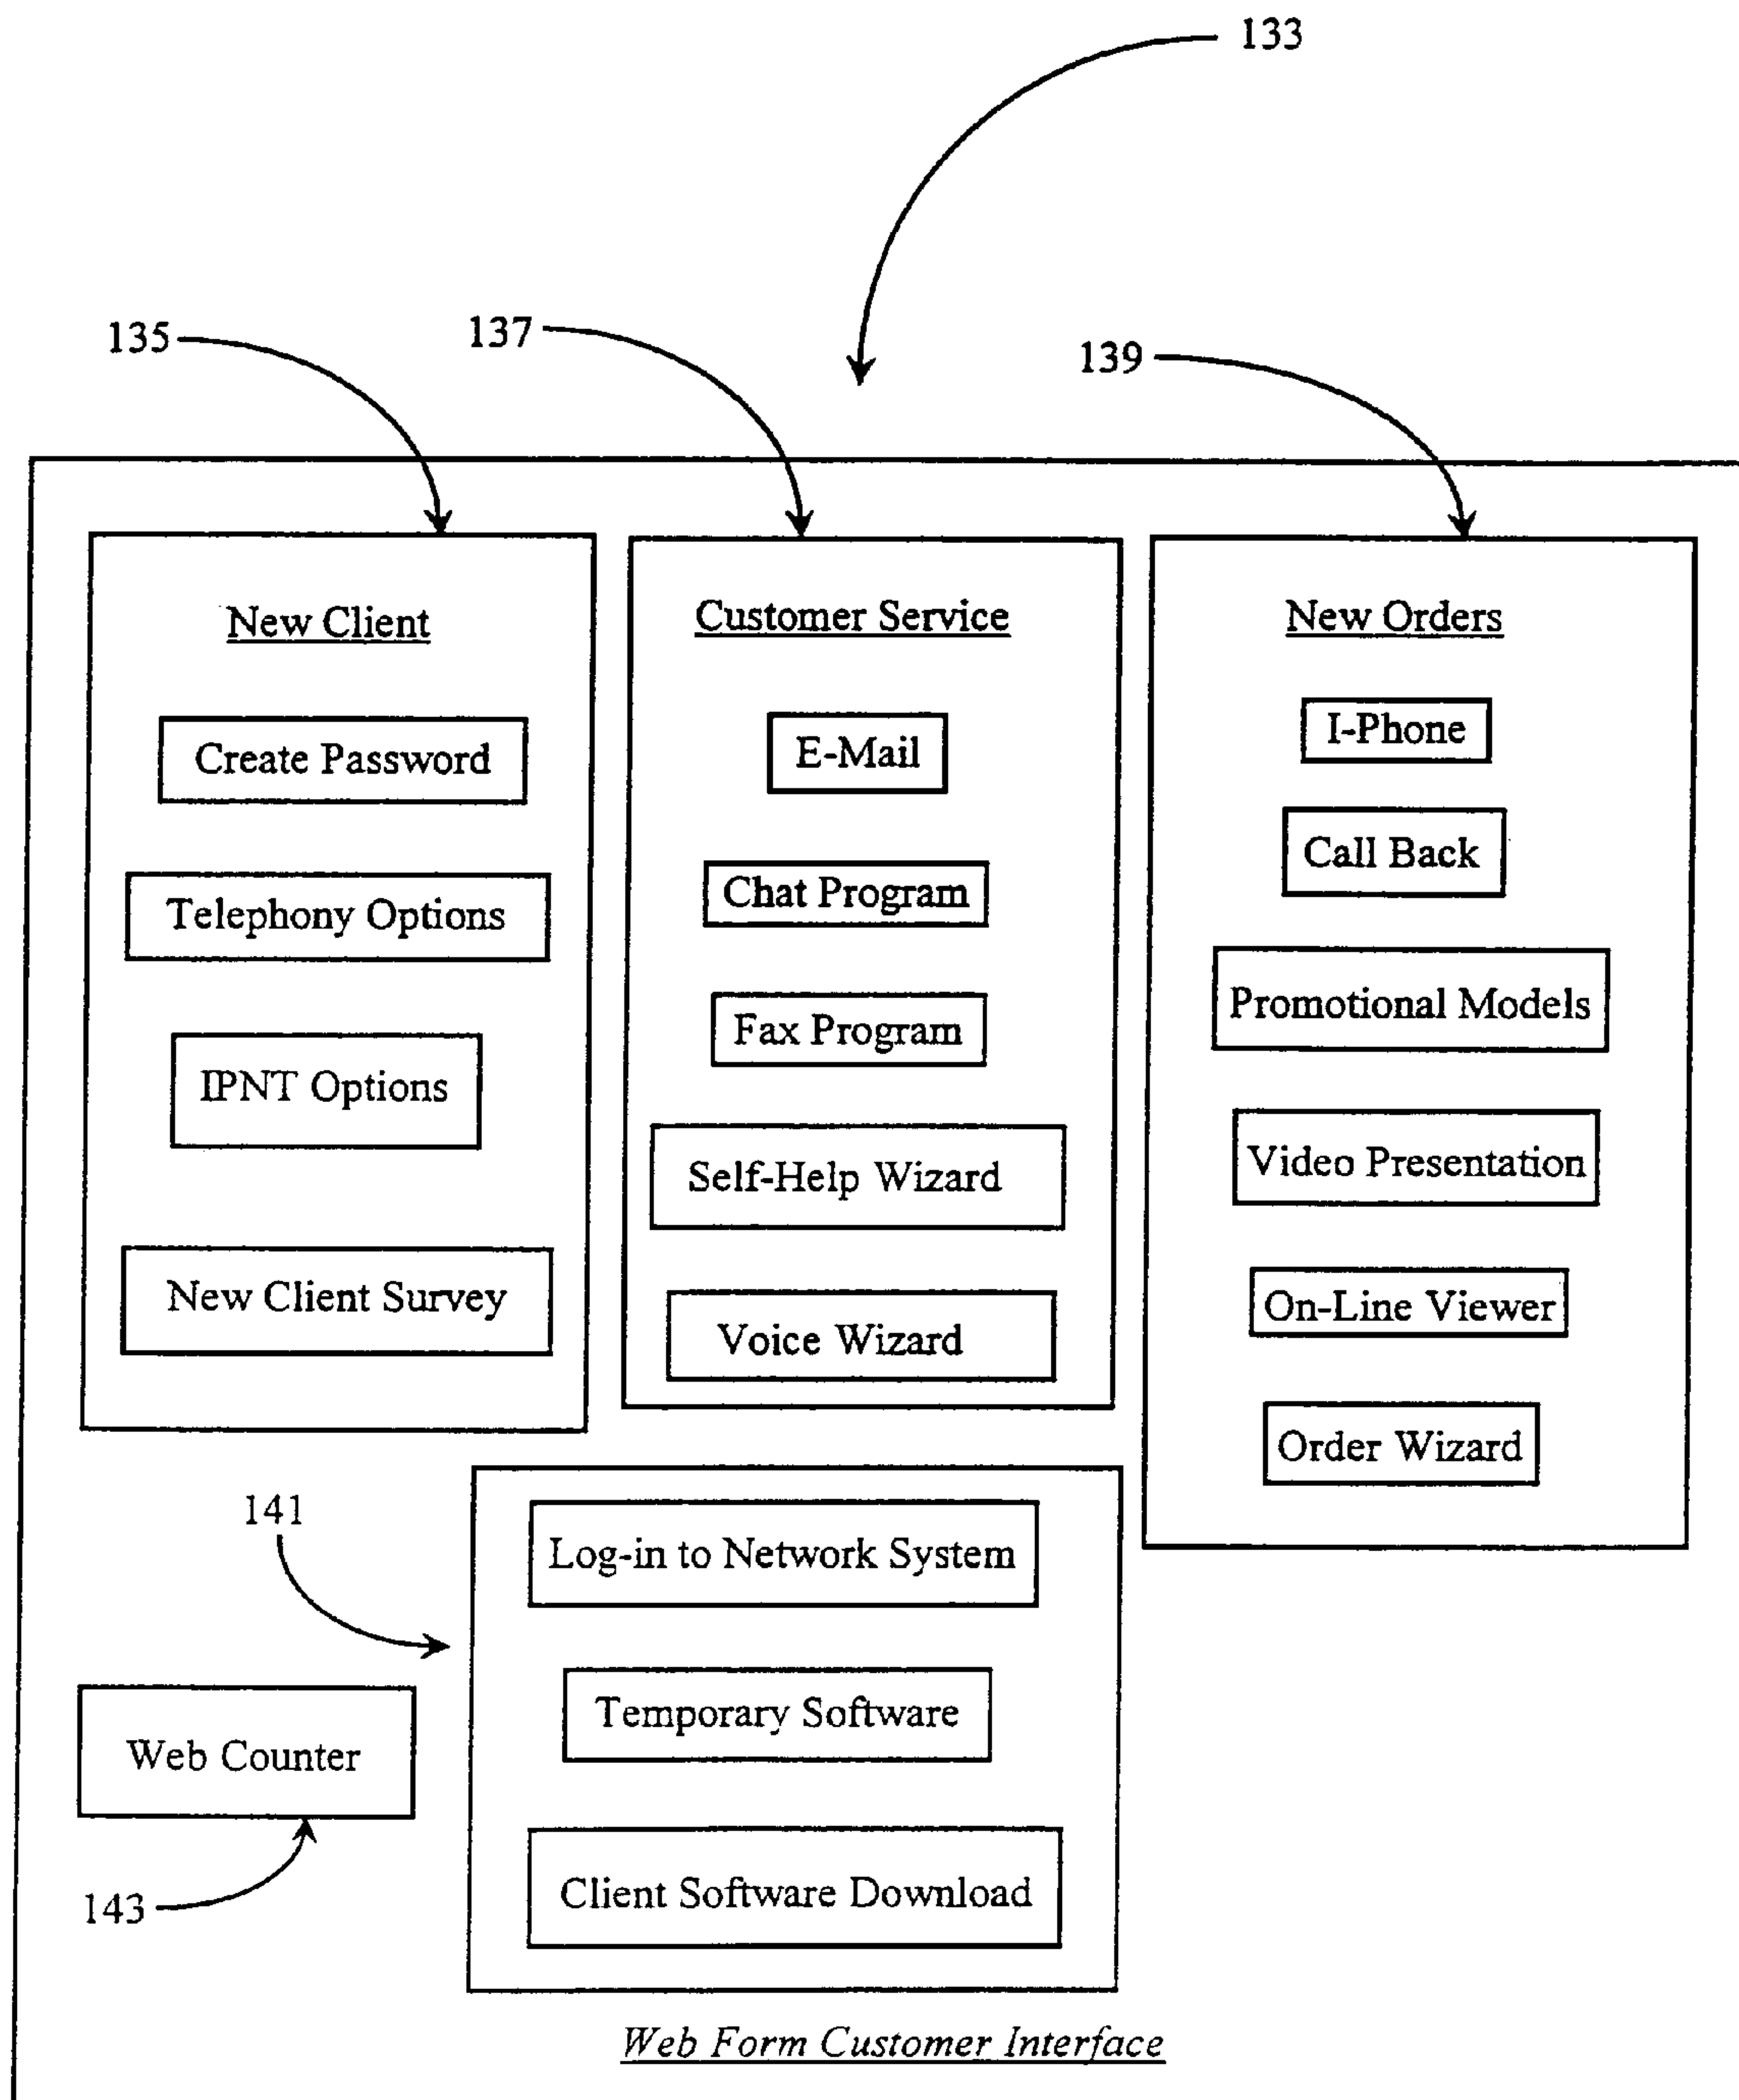 133
135
137
139
New Client
Create Password
Telephony Options
IPNT Options
New Client Survey
Customer Service
E-Mail
Chat Program
Fax Program
Self-Help Wizard
Voice Wizard
New Orders
I-Phone
Call Back
Promotional Models
Video Presentation
On-Line Viewer
Order Wizard
141
Log-in to Network System
Temporary Software
Client Software Download
Web Counter
143
Web Form Customer Interface